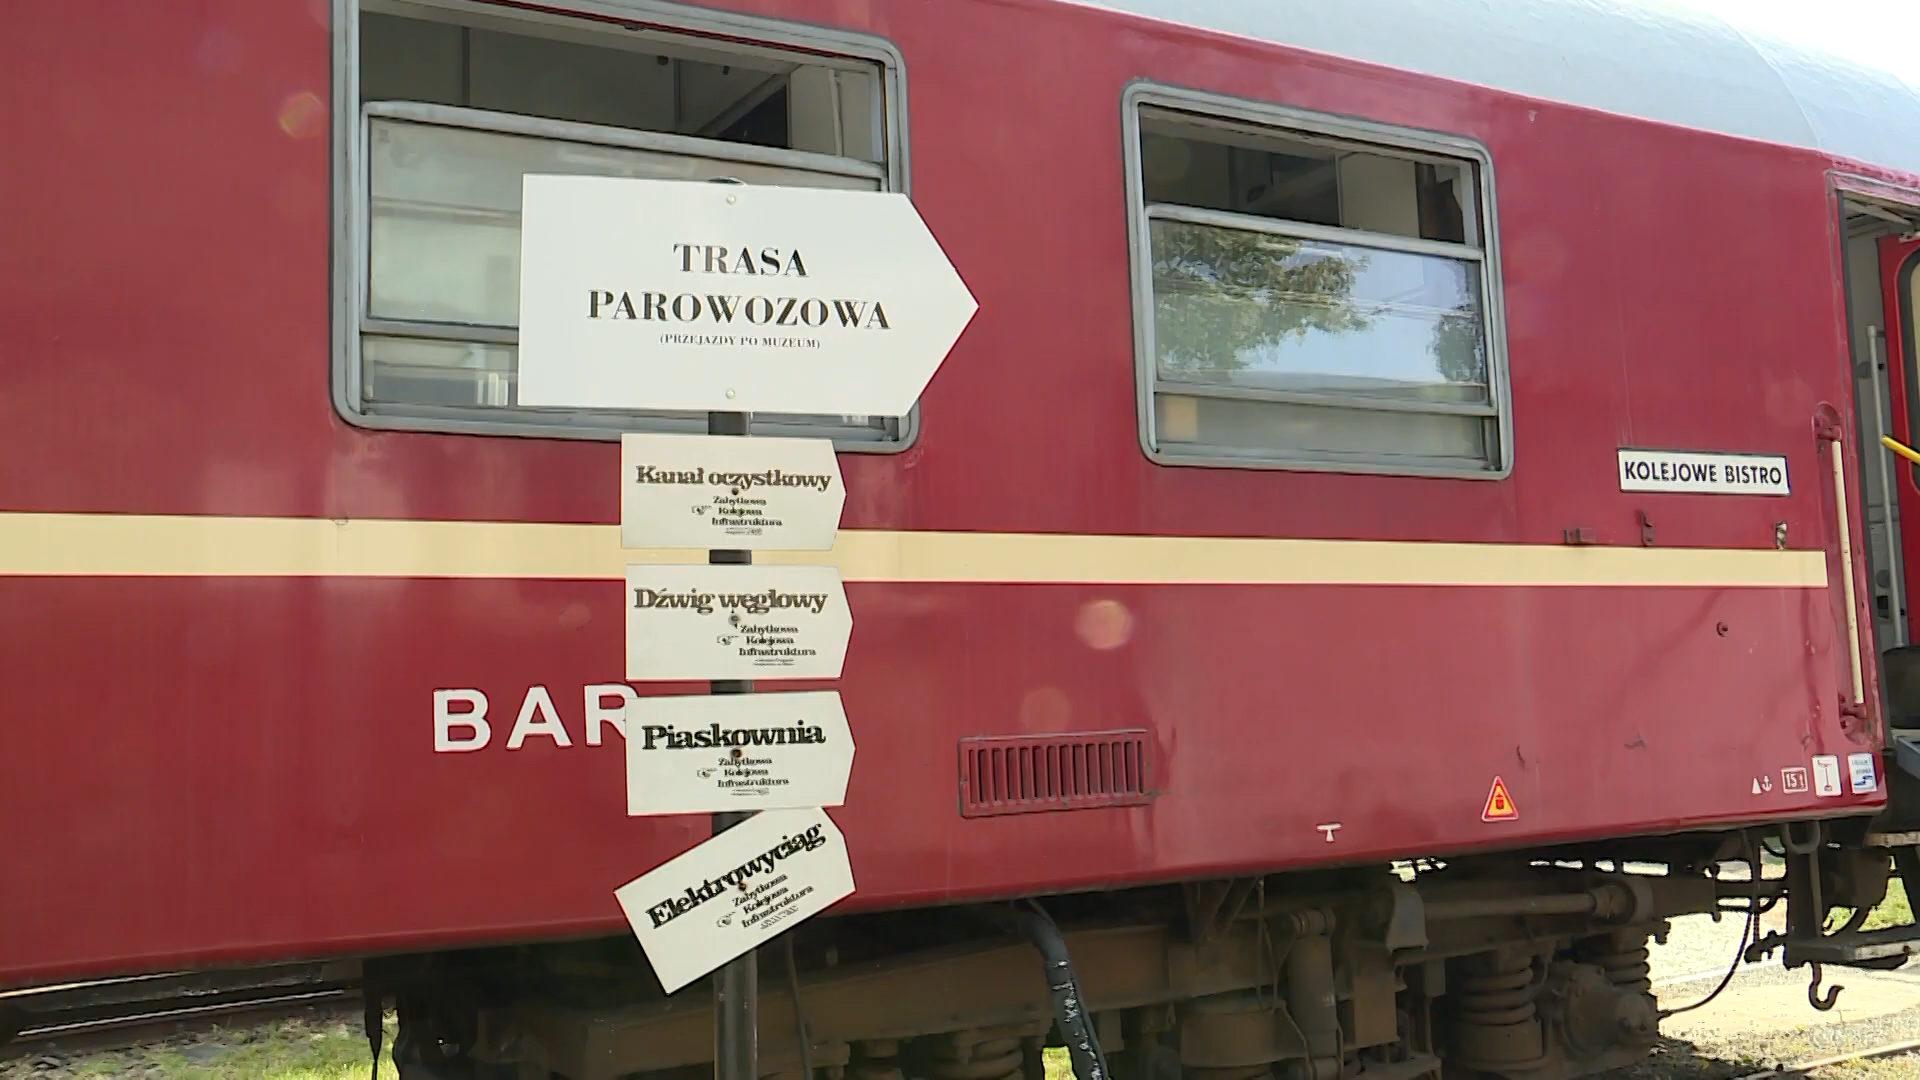 TRASA
PAROWOZOWA
(PRZEJAZDY PO MUZEUM)
Kanał oczystkowy
Zabytkowa
Kolejowa
Infrastruktura
Dźwig węglowy
Zabytkowa
Kolejowa
Infrastruktura
Piaskownia
Zabytkowa
Kolejowa
Infrastruktura
Elektrowyciąg
Zabytkowa
Kolejowa
Infrastruktura
BAR
KOLEJOWE BISTRO
15 t